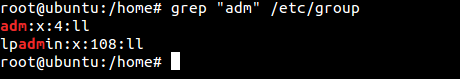 root@ubuntu:/home# grep "adm" /etc/group
adm:x:4:ll
lpadmin:x:108:ll
root@ubuntu:/home#